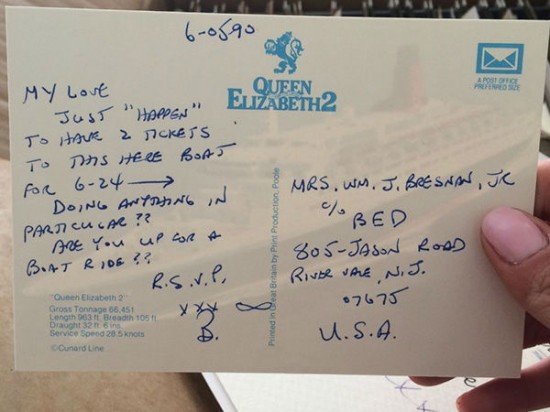 6-0590
QUEEN
ELIZABETH 2
A POST OFFICE
PREFERRED SIZE
MY LOVE
JUST "HAPPEN"
TO HAVE 2 TICKETS
TO THIS HERE BOAT
FOR 6-24 →
DOING ANYTHING IN
PARTICULAR ??
ARE YOU UP FOR A
BOAT RIDE ??
R.S.V.P.
XXX ∞
B.
"Queen Elizabeth 2"
Gross Tonnage 66,451
Length 963 ft. Breadth 105 ft
Draught 32 ft. 6 ins.
Service Speed 28.5 knots
©Cunard Line
Printed in Great Britain by Print Production, Poole
MRS. WM. J. BRESNAN, JR
c/o
BED
805-JASON ROAD
RIVER VALE, N.J.
07675
U.S.A.